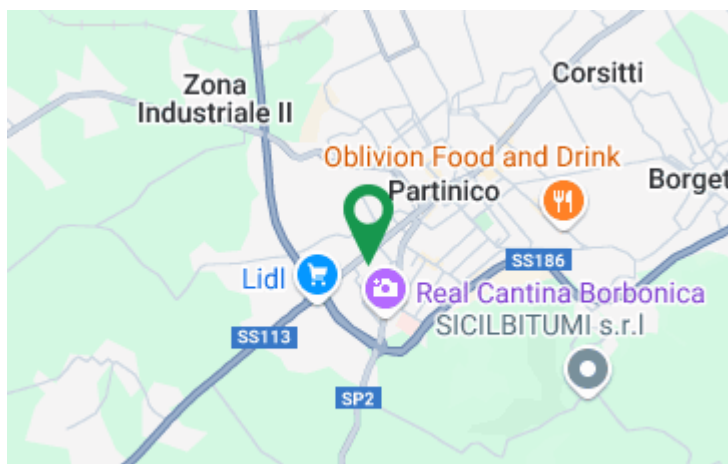 Corsitti
Zona
Industriale II
Oblivion Food and Drink
Partinico
Borget
SS186
Lidl
Real Cantina Borbonica
SICILBITUMI s.r.l
SS113
SP2